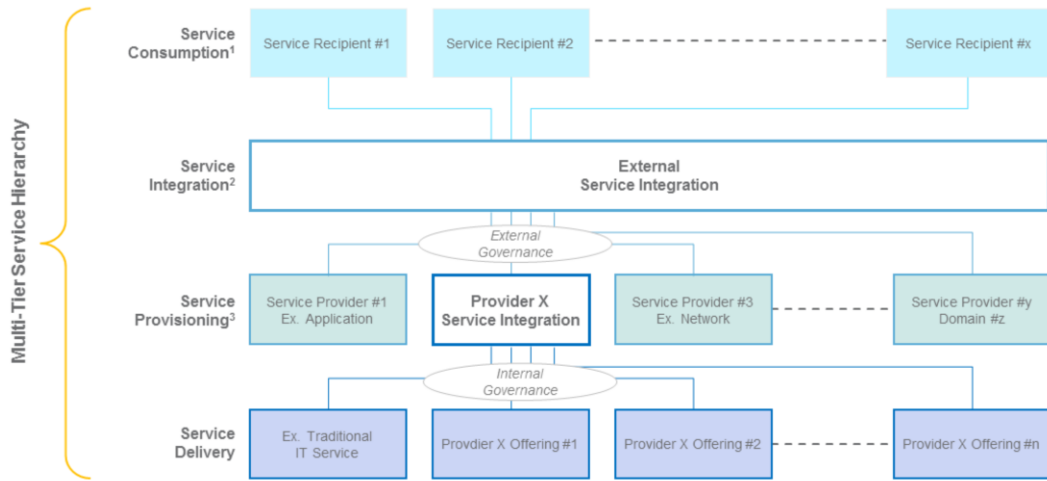 Multi-Tier Service Hierarchy
Service
Consumption¹
Service Recipient #1
Service Recipient #2
Service Recipient #x
Service
Integration²
External
Service Integration
External
Governance
Service
Provisioning³
Service Provider #1
Ex. Application
Provider X
Service Integration
Service Provider #3
Ex. Network
Service Provider #y
Domain #z
Internal
Governance
Service
Delivery
Ex. Traditional
IT Service
Provdier X Offering #1
Provider X Offering #2
Provider X Offering #n